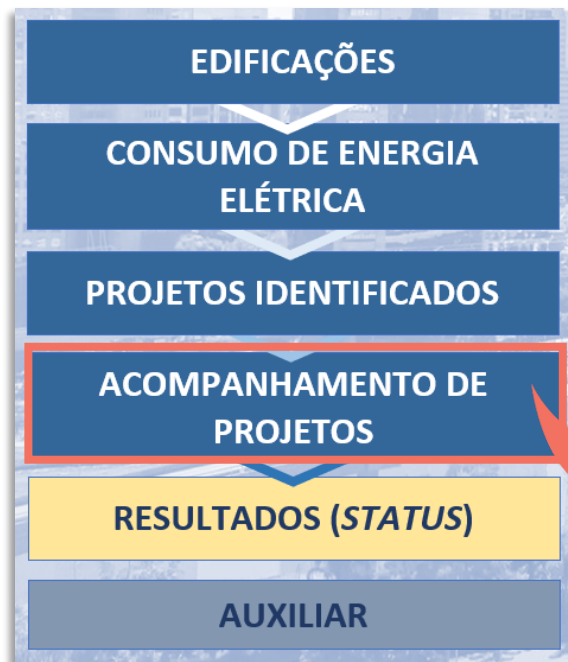 EDIFICAÇÕES
CONSUMO DE ENERGIA
ELÉTRICA
PROJETOS IDENTIFICADOS
ACOMPANHAMENTO DE
PROJETOS
RESULTADOS (STATUS)
AUXILIAR